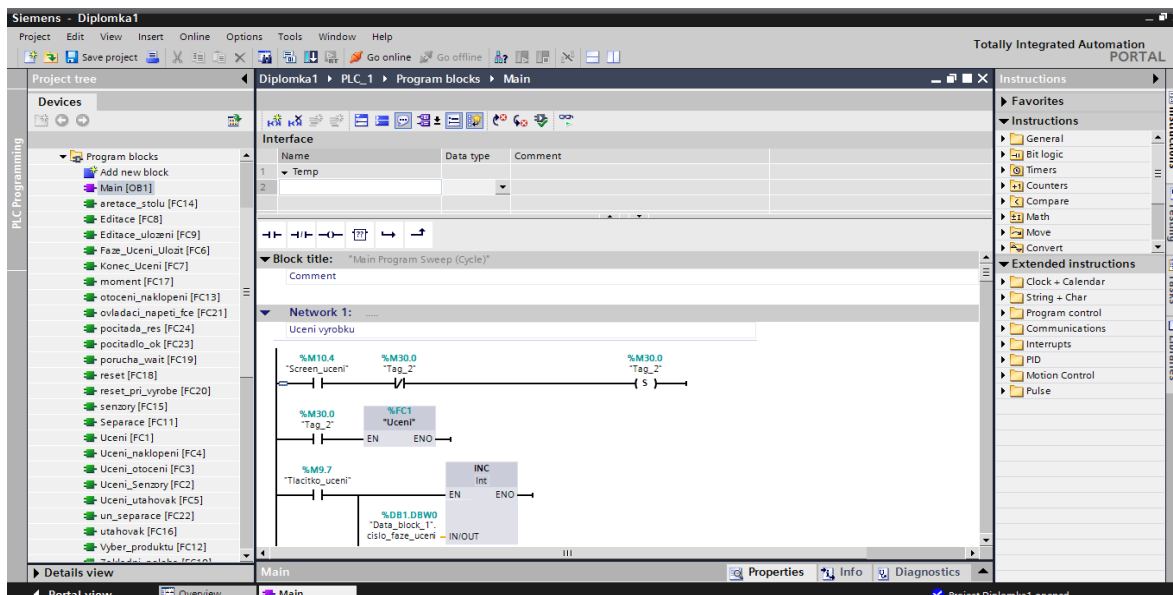 Siemens - Diplomka1
Project Edit View Insert Online Options Tools Window Help
Save project Go online Go offline
Totally Integrated Automation
PORTAL
Project tree
Devices
PLC Programming
Program blocks
Add new block
Main [OB1]
aretace_stolu [FC14]
Editace [FC8]
Editace_ulozeni [FC9]
Faze_Uceni_Ulozit [FC6]
Konec_Uceni [FC7]
moment [FC17]
otoceni_naklopeni [FC13]
ovladaci_napeti_fce [FC21]
pocitada_res [FC24]
pocitadlo_ok [FC23]
porucha_wait [FC19]
reset [FC18]
reset_pri_vyrobe [FC20]
senzory [FC15]
Separace [FC11]
Uceni [FC1]
Uceni_naklopeni [FC4]
Uceni_otoceni [FC3]
Uceni_Senzory [FC2]
Uceni_utahovak [FC5]
un_separace [FC22]
utahovak [FC16]
Vyber_produktu [FC12]
Details view
Portal view Overview Main
Diplomka1 PLC_1 Program blocks Main
Interface
Name Data type Comment
1 Temp
2
Block title: "Main Program Sweep (Cycle)"
Comment
Network 1: .....
Uceni vyrobku
%M10.4 %M30.0 %M30.0
"Screen_uceni" "Tag_2" "Tag_2"
S
%M30.0 %FC1
"Tag_2" "Uceni"
EN ENO
%M9.7 INC
"Tlacitko_uceni" Int
EN ENO
%DB1.DBW0
"Data_block_1".
cislo_faze_uceni IN/OUT
Main
Properties Info Diagnostics
Instructions
Favorites
Instructions
General
Bit logic
Timers
Counters
Compare
Math
Move
Convert
Extended instructions
Clock + Calendar
String + Char
Program control
Communications
Interrupts
PID
Motion Control
Pulse
Project Diplomka1 opened